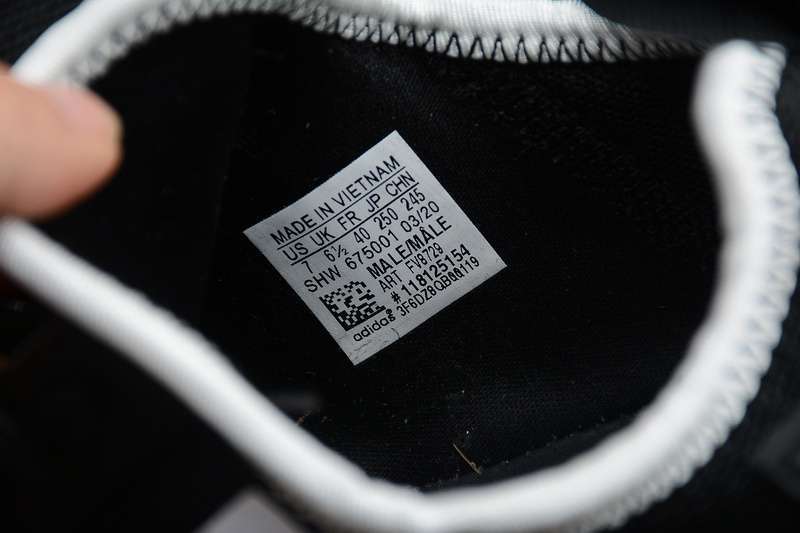 MADE IN VIETNAM
US UK FR JP CHN
7 6½ 40 250 245
SHW 675001 03/20
MALE/MÂLE
ART FV8729
# 118125154
adidas 3F6DZ8QB00119